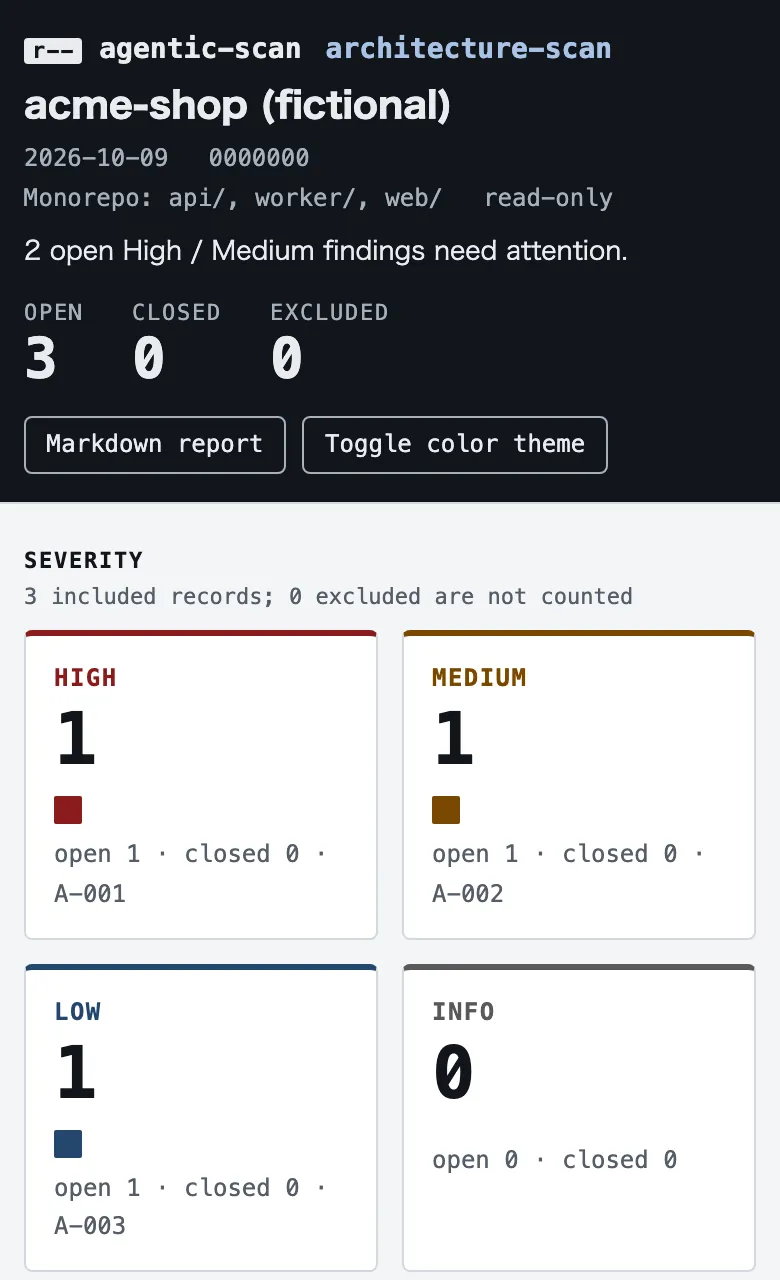 r-- agentic-scan architecture-scan
acme-shop (fictional)
2026-10-09 0000000
Monorepo: api/, worker/, web/ read-only
2 open High / Medium findings need attention.
OPEN CLOSED EXCLUDED
3 0 0
Markdown report Toggle color theme
SEVERITY
3 included records; 0 excluded are not counted
HIGH
1
open 1 · closed 0 ·
A-001
MEDIUM
1
open 1 · closed 0 ·
A-002
LOW
1
open 1 · closed 0 ·
A-003
INFO
0
open 0 · closed 0